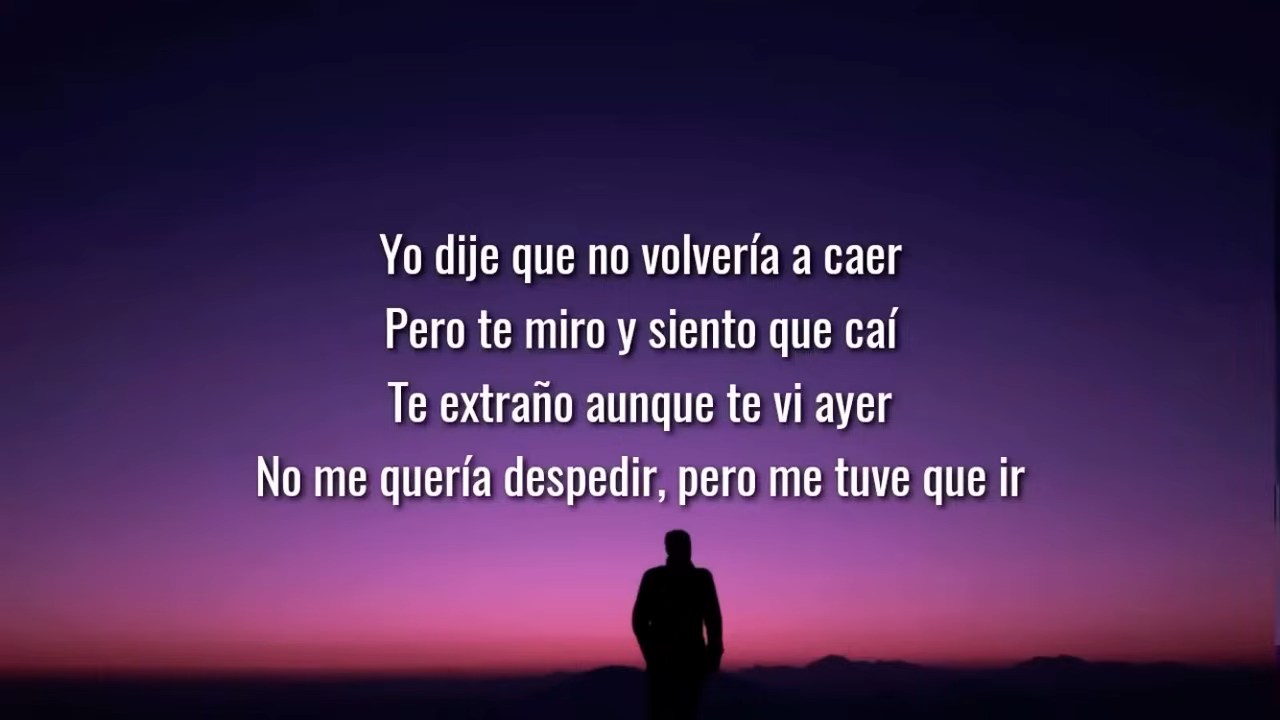 Yo dije que no volvería a caer
Pero te miro y siento que caí
Te extraño aunque te vi ayer
No me quería despedir, pero me tuve que ir